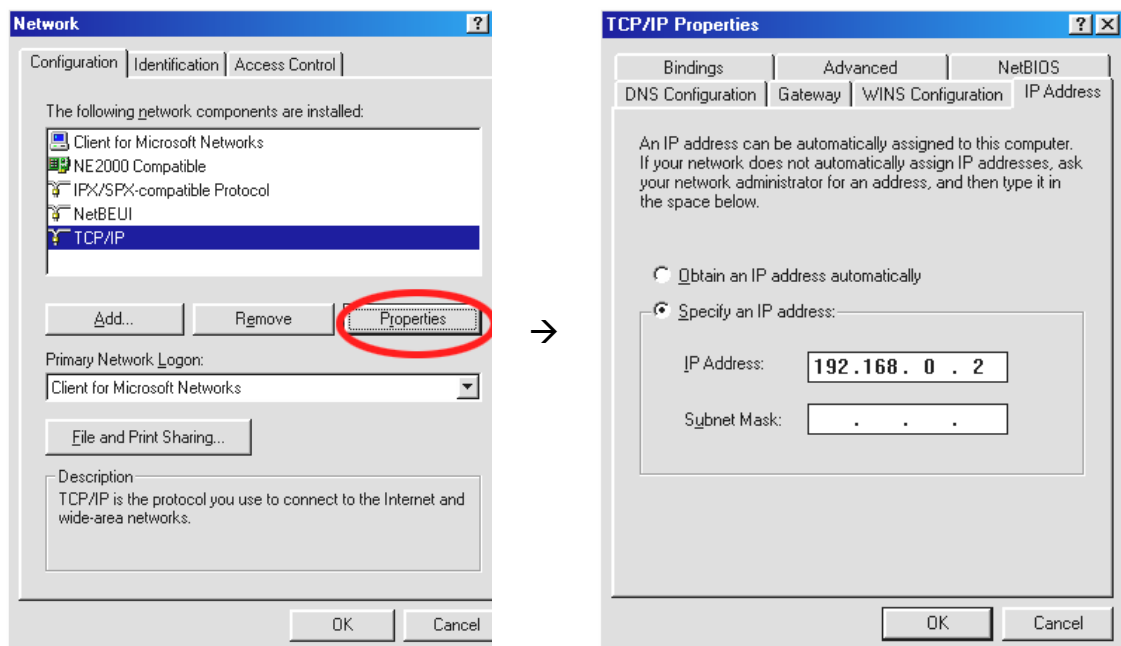 Network
?
Configuration Identification Access Control
The following network components are installed:
Client for Microsoft Networks
NE2000 Compatible
IPX/SPX-compatible Protocol
NetBEUI
TCP/IP
Add... Remove Properties
Primary Network Logon:
Client for Microsoft Networks
File and Print Sharing...
Description
TCP/IP is the protocol you use to connect to the Internet and
wide-area networks.
OK Cancel
→
TCP/IP Properties
? ×
Bindings Advanced NetBIOS
DNS Configuration Gateway WINS Configuration IP Address
An IP address can be automatically assigned to this computer.
If your network does not automatically assign IP addresses, ask
your network administrator for an address, and then type it in
the space below.
Obtain an IP address automatically
Specify an IP address:
IP Address: 192.168. 0 . 2
Subnet Mask: . . .
OK Cancel